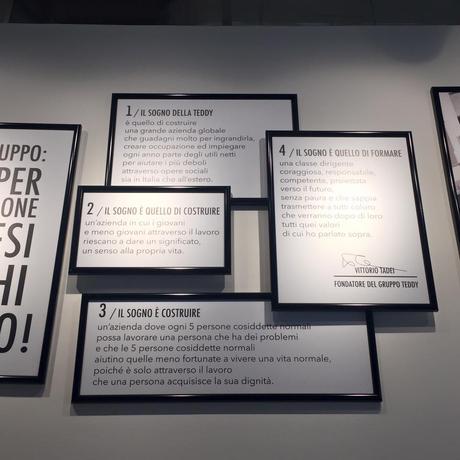 UPPO:
PER
ONE
ESI
HI
O!
1 / IL SOGNO DELLA TEDDY
è quello di costruire
una grande azienda globale
che guadagni molto per ingrandirla,
creare occupazione ed impiegare
ogni anno parte degli utili netti
per aiutare i più deboli
attraverso opere sociali
sia in Italia che all'estero.
2 / IL SOGNO È QUELLO DI COSTRUIRE
un'azienda in cui i giovani
e meno giovani attraverso il lavoro
riescano a dare un significato,
un senso alla propria vita.
3 / IL SOGNO È COSTRUIRE
un'azienda dove ogni 5 persone cosiddette normali
possa lavorare una persona che ha dei problemi
e che le 5 persone cosiddette normali
aiutino quelle meno fortunate a vivere una vita normale,
poiché è solo attraverso il lavoro
che una persona acquisisce la sua dignità.
4 / IL SOGNO È QUELLO DI FORMARE
una classe dirigente
coraggiosa, responsabile,
competente, proiettata
verso il futuro,
senza paura e che sappia
trasmettere a tutti coloro
che verranno dopo di loro
tutti quei valori
di cui ho parlato sopra.
VITTORIO TADEI
FONDATORE DEL GRUPPO TEDDY